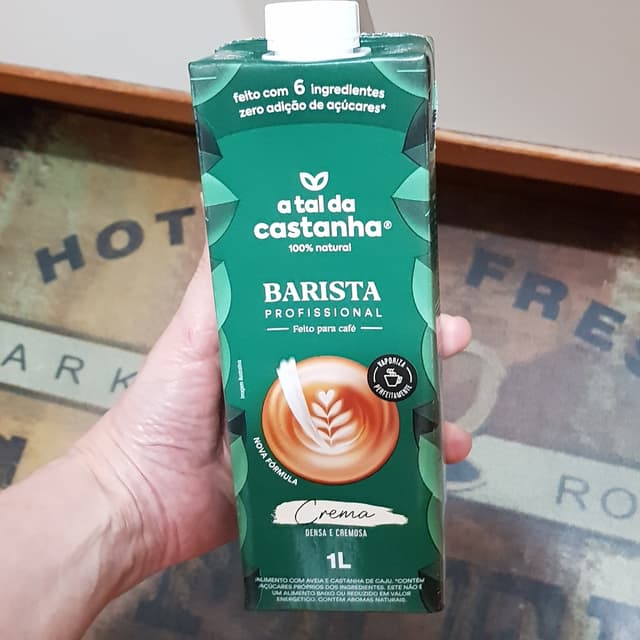 feito com 6 ingredientes
zero adição de açúcares*
a tal da
castanha®
100% natural
BARISTA
PROFISSIONAL
Feito para café
Imagem Ilustrativa
VAPORIZA
PERFEITAMENTE
NOVA FÓRMULA
Crema
DENSA E CREMOSA
1L
ALIMENTO COM AVEIA E CASTANHA DE CAJU. *CONTÉM
AÇÚCARES PRÓPRIOS DOS INGREDIENTES. ESTE NÃO É
UM ALIMENTO BAIXO OU REDUZIDO EM VALOR
ENERGÉTICO. CONTÉM AROMAS NATURAIS.
HOT
FRES
ARK
RO